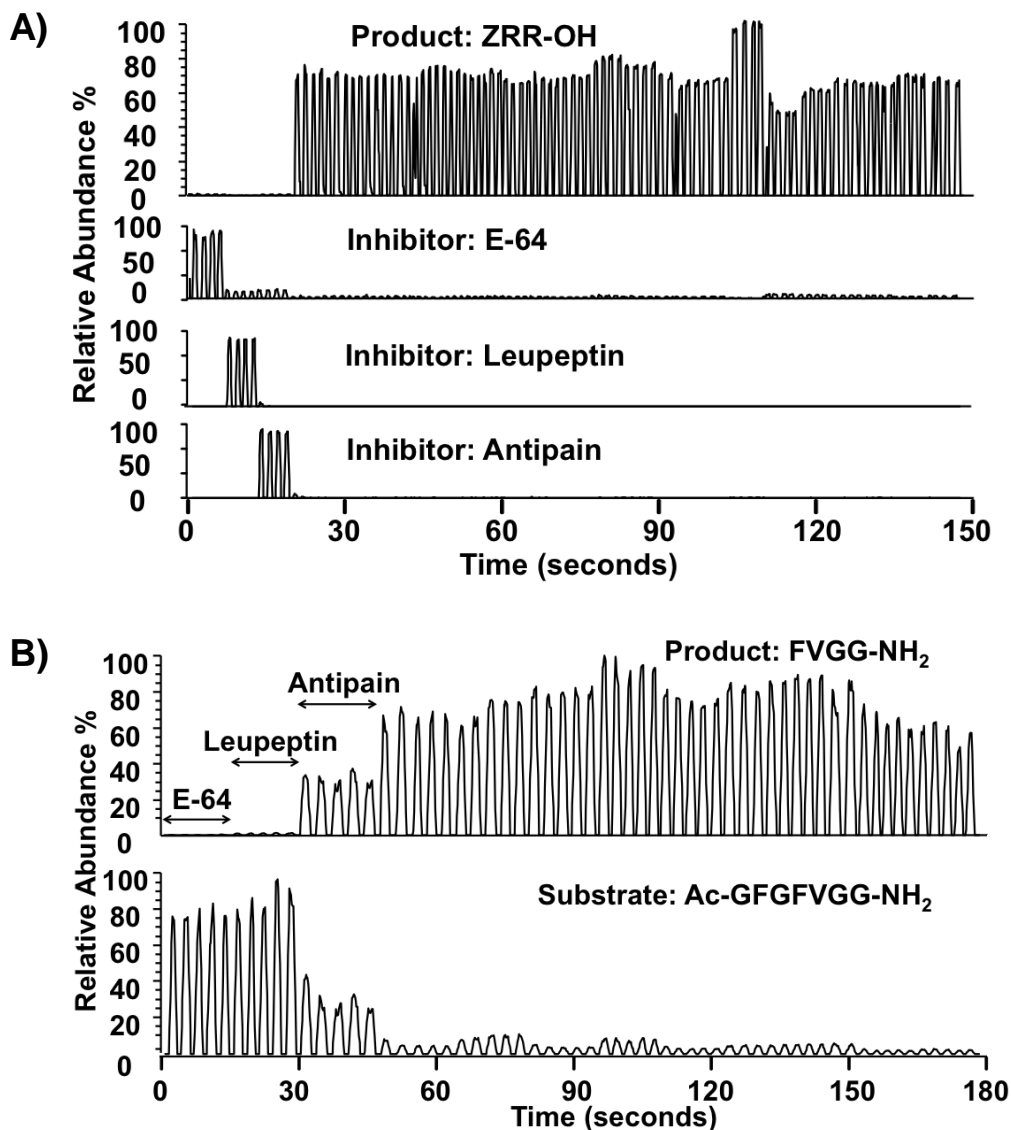 A)
Product: ZRR-OH
Relative Abundance %
100
80
60
40
20
0
Inhibitor: E-64
100
50
0
Inhibitor: Leupeptin
100
50
0
Inhibitor: Antipain
100
50
0
0 30 60 90 120 150
Time (seconds)
B)
Product: FVGG-NH₂
Relative Abundance %
100
80
60
40
20
0
Antipain
Leupeptin
E-64
Substrate: Ac-GFGFVGG-NH₂
Relative Abundance %
100
80
60
40
20
0
0 30 60 90 120 150 180
Time (seconds)